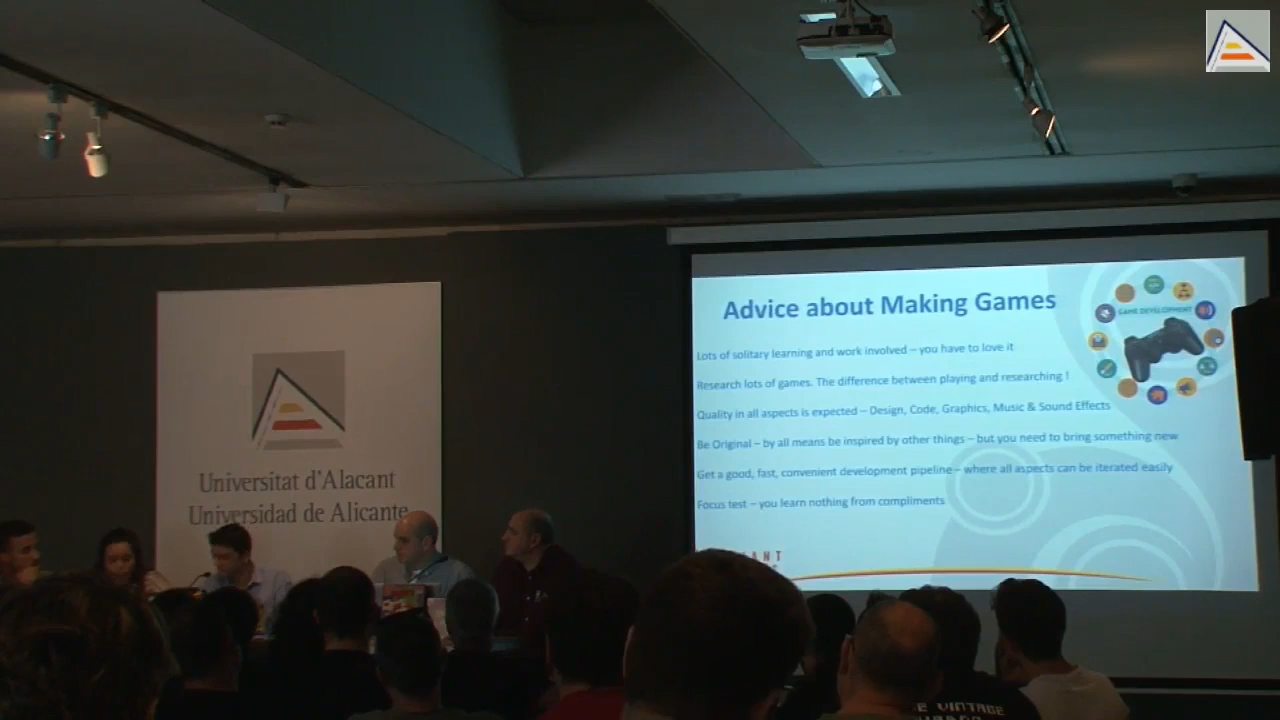 Universitat d'Alacant
Universidad de Alicante
Advice about Making Games
GAME DEVELOPMENT
Lots of solitary learning and work involved – you have to love it
Research lots of games. The difference between playing and researching !
Quality in all aspects is expected – Design, Code, Graphics, Music & Sound Effects
Be Original – by all means be inspired by other things – but you need to bring something new
Get a good, fast, convenient development pipeline – where all aspects can be iterated easily
Focus test – you learn nothing from compliments
VINTAGE